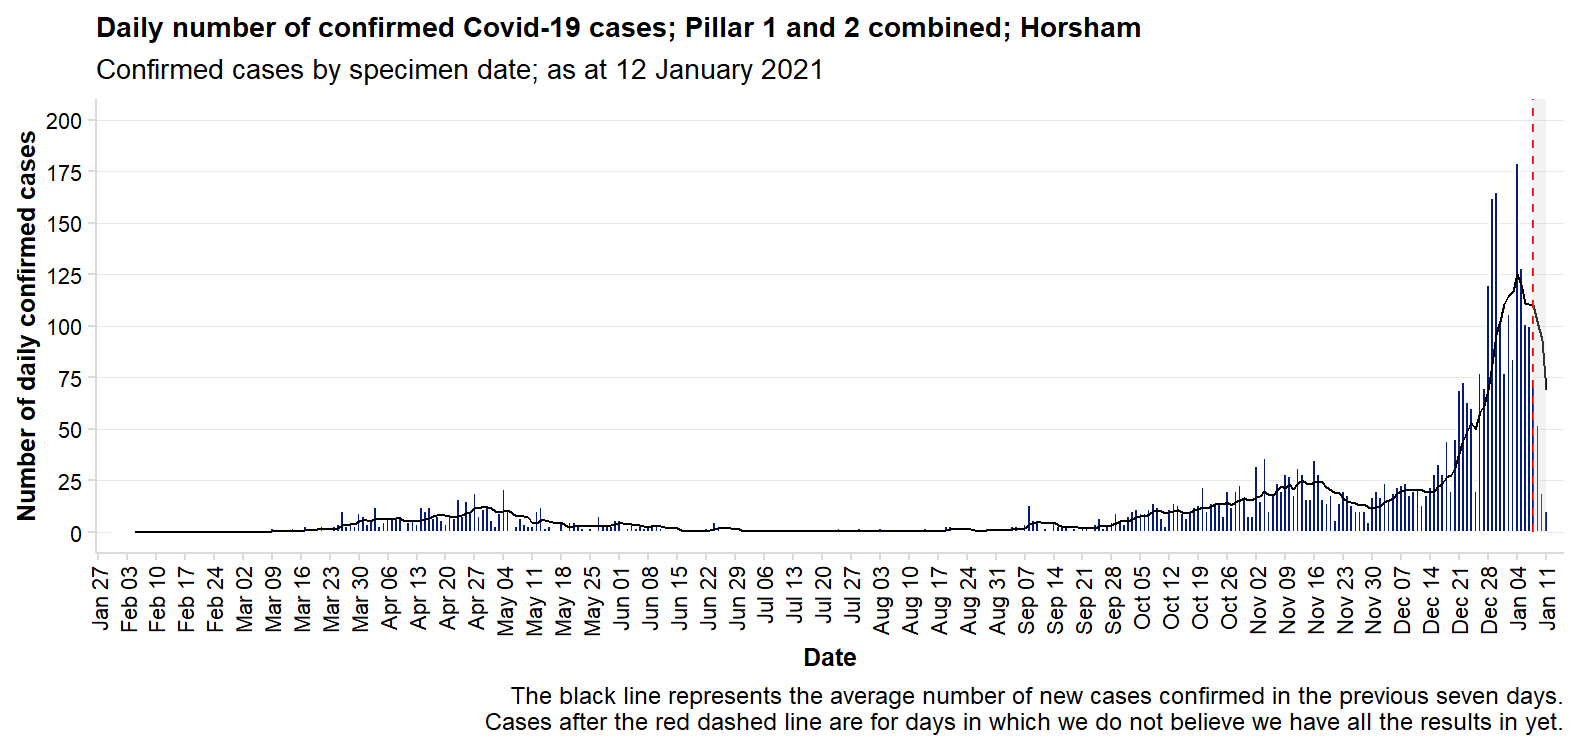 Daily number of confirmed Covid-19 cases; Pillar 1 and 2 combined; Horsham
Confirmed cases by specimen date; as at 12 January 2021
Number of daily confirmed cases
200
175
150
125
100
75
50
25
0
Jan 27
Feb 03
Feb 10
Feb 17
Feb 24
Mar 02
Mar 09
Mar 16
Mar 23
Mar 30
Apr 06
Apr 13
Apr 20
Apr 27
May 04
May 11
May 18
May 25
Jun 01
Jun 08
Jun 15
Jun 22
Jun 29
Jul 06
Jul 13
Jul 20
Jul 27
Aug 03
Aug 10
Aug 17
Aug 24
Aug 31
Sep 07
Sep 14
Sep 21
Sep 28
Oct 05
Oct 12
Oct 19
Oct 26
Nov 02
Nov 09
Nov 16
Nov 23
Nov 30
Dec 07
Dec 14
Dec 21
Dec 28
Jan 04
Jan 11
Date
The black line represents the average number of new cases confirmed in the previous seven days.
Cases after the red dashed line are for days in which we do not believe we have all the results in yet.